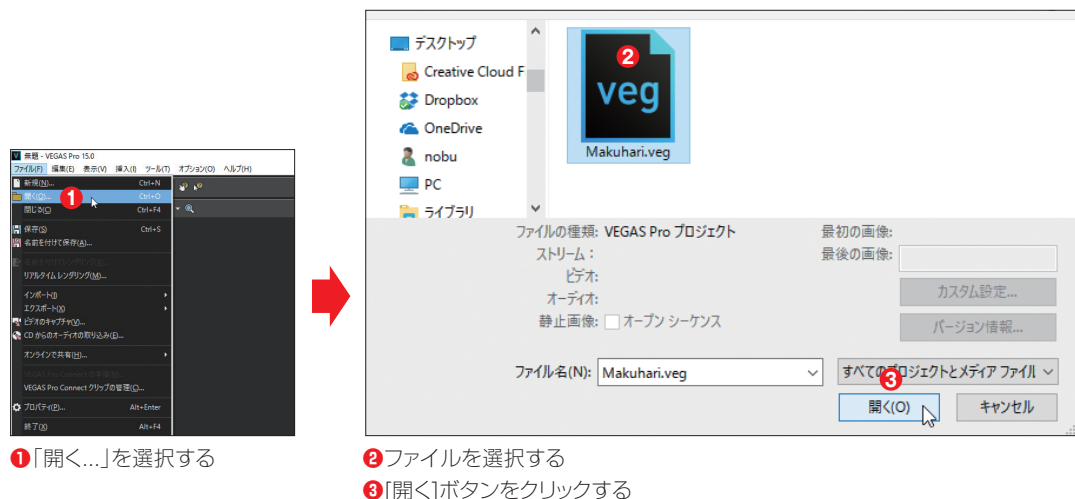 無題 - VEGAS Pro 15.0
ファイル(F) 編集(E) 表示(V) 挿入(I) ツール(T) オプション(O) ヘルプ(H)
新規(N)... Ctrl+N
開く(O)... Ctrl+O
❶
閉じる(C) Ctrl+F4
保存(S) Ctrl+S
名前を付けて保存(A)...
リアルタイム レンダリング(M)...
インポート(I)
エクスポート(X)
ビデオのキャプチャ(V)...
CD からのオーディオの取り込み(E)...
オンラインで共有(H)...
VEGAS Pro Connect クリップの管理(C)...
プロパティ(P)... Alt+Enter
終了(X) Alt+F4
❶「開く...」を選択する
デスクトップ
Creative Cloud F
Dropbox
OneDrive
nobu
PC
ライブラリ
❷
veg
Makuhari.veg
ファイルの種類: VEGAS Pro プロジェクト
ストリーム :
ビデオ:
オーディオ:
静止画像: オープン シーケンス
最初の画像:
最後の画像:
カスタム設定...
バージョン情報...
ファイル名(N): Makuhari.veg
すべてのプロジェクトとメディア ファイル
❸
開く(O) キャンセル
❷ファイルを選択する
❸[開く]ボタンをクリックする